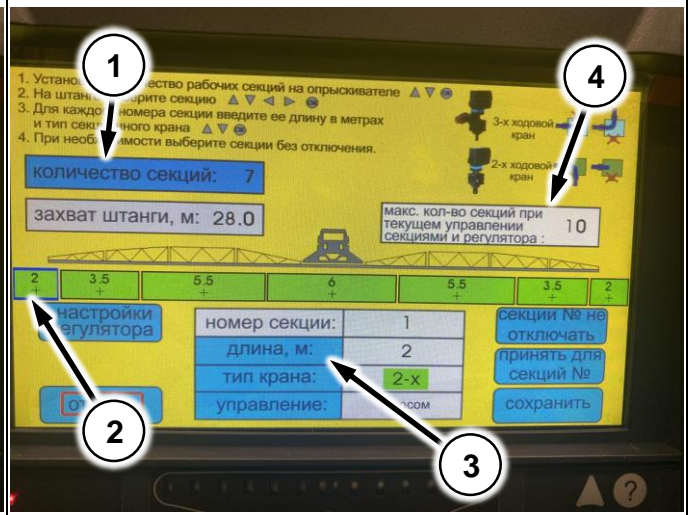 1
4
1. Устано рабочих секций на опрыскивателе
2. На штанг рите секцию
3. Для каждо номера секции введите ее длину в метрах
и тип сек ного крана
4. При необ имости выберите секции без отключения.
3-х ходовой
кран
2-х ходовой
кран
количество секций: 7
захват штанги, м: 28.0
макс. кол-во секций при
текущем управлении
секциями и регулятора : 10
2 3.5 5.5 6 5.5 3.5 2
+ + + + + + +
настройки
регулятора
номер секции: 1
длина, м: 2
тип крана: 2-х
управление:
секции № не
отключать
принять для
секций №
сохранить
2
3
?